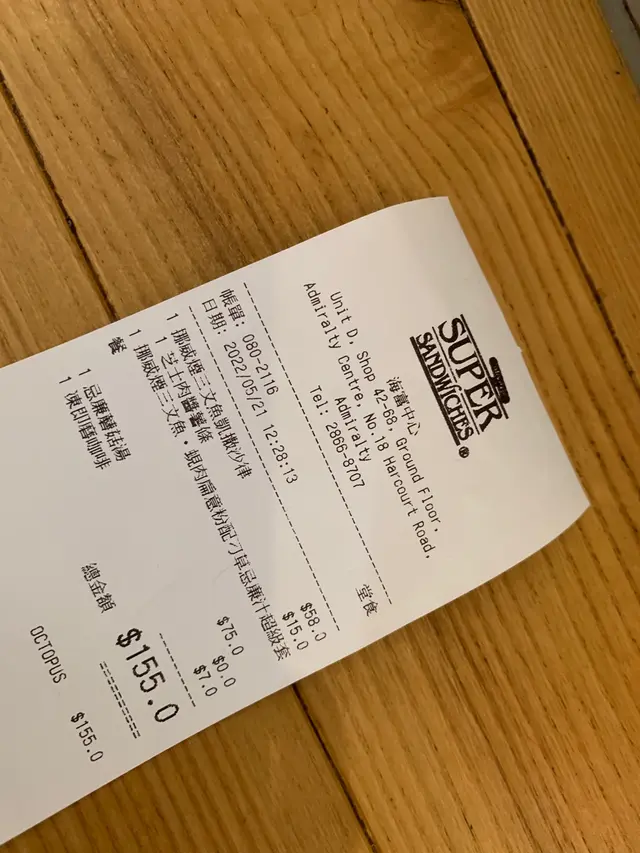 SUPER
SANDWICHES®
海富中心
Unit D, Shop 42-68, Ground Floor,
Admiralty Centre, No.18 Harcourt Road,
Admiralty
Tel: 2866-8707
帳單: 080-2116 堂食
日期: 2022/05/21 12:28:13
1 挪威煙三文魚凱撒沙律 $58.0
1 芝士肉醬薯條 $15.0
1 挪威煙三文魚·蜆肉扁意粉配刁草忌廉汁超級套
餐 $75.0
1 忌廉蘑菇湯 $0.0
1 凍即磨咖啡 $7.0
總金額 $155.0
OCTOPUS $155.0